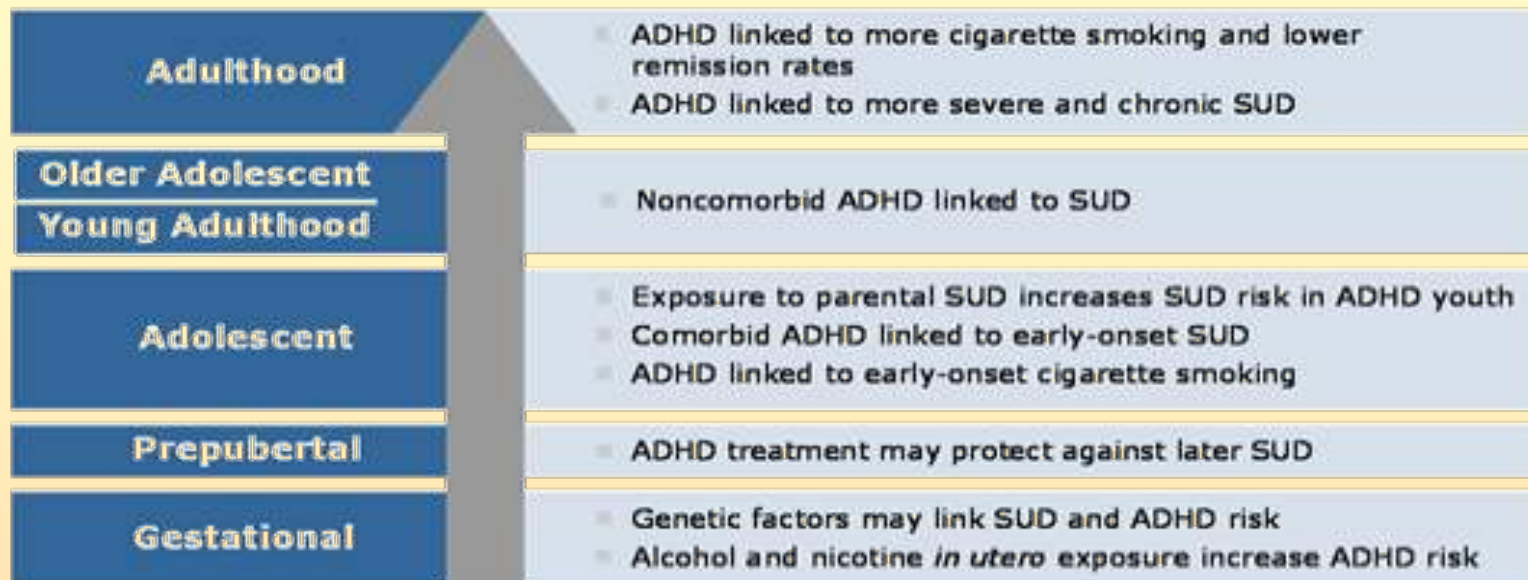 Adulthood
ADHD linked to more cigarette smoking and lower
remission rates
ADHD linked to more severe and chronic SUD
Older Adolescent
Young Adulthood
Noncomorbid ADHD linked to SUD
Adolescent
Exposure to parental SUD increases SUD risk in ADHD youth
Comorbid ADHD linked to early-onset SUD
ADHD linked to early-onset cigarette smoking
Prepubertal
ADHD treatment may protect against later SUD
Gestational
Genetic factors may link SUD and ADHD risk
Alcohol and nicotine in utero exposure increase ADHD risk